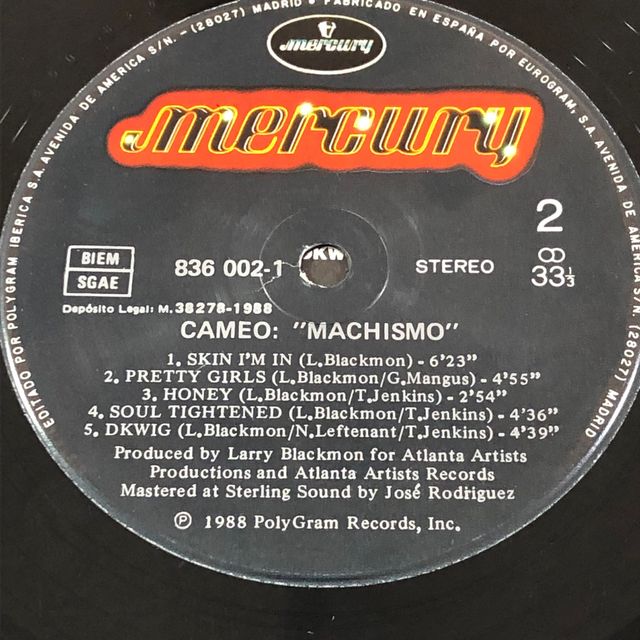 EDITADO POR POLYGRAM IBERICA S.A. AVENIDA DE AMERICA S/N.- (28027) MADRID • FABRICADO EN ESPAÑA POR EUROGRAM, S.A. AVENIDA DE AMERICA S/N.- (28027) MADRID
mercury
mercury
2
BIEM
SGAE
836 002-1
DKW
STEREO
33⅓
Depósito Legal: M.38278-1988
CAMEO: "MACHISMO"
1. SKIN I'M IN (L.Blackmon) - 6'23"
2. PRETTY GIRLS (L.Blackmon/G.Mangus) - 4'55"
3. HONEY (L.Blackmon/T.Jenkins) - 2'54"
4. SOUL TIGHTENED (L.Blackmon/T.Jenkins) - 4'36"
5. DKWIG (L.Blackmon/N.Leftenant/T.Jenkins) - 4'39"
Produced by Larry Blackmon for Atlanta Artists
Productions and Atlanta Artists Records
Mastered at Sterling Sound by José Rodriguez
℗ 1988 PolyGram Records, Inc.